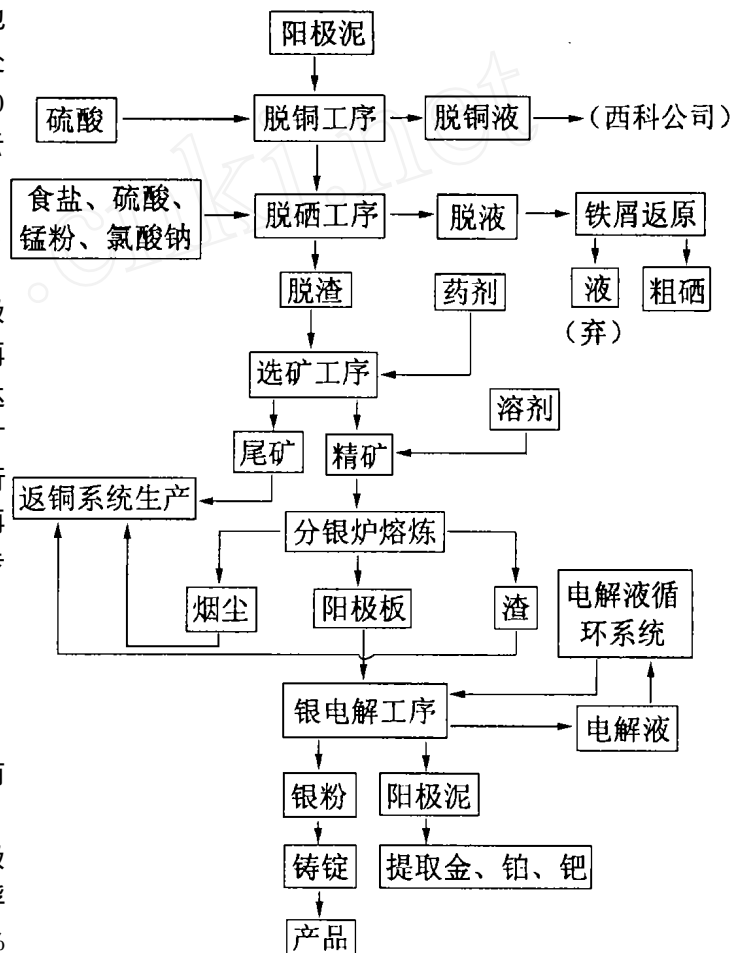 阳极泥
硫酸
脱铜工序
脱铜液
(西科公司)
食盐、硫酸、
锰粉、氯酸钠
脱硒工序
脱液
铁屑返原
脱渣
药剂
液
粗硒
(弃)
选矿工序
溶剂
尾矿
精矿
返铜系统生产
分银炉熔炼
烟尘
阳极板
渣
电解液循
环系统
银电解工序
电解液
银粉
阳极泥
铸锭
提取金、铂、钯
产品
.cnki.net